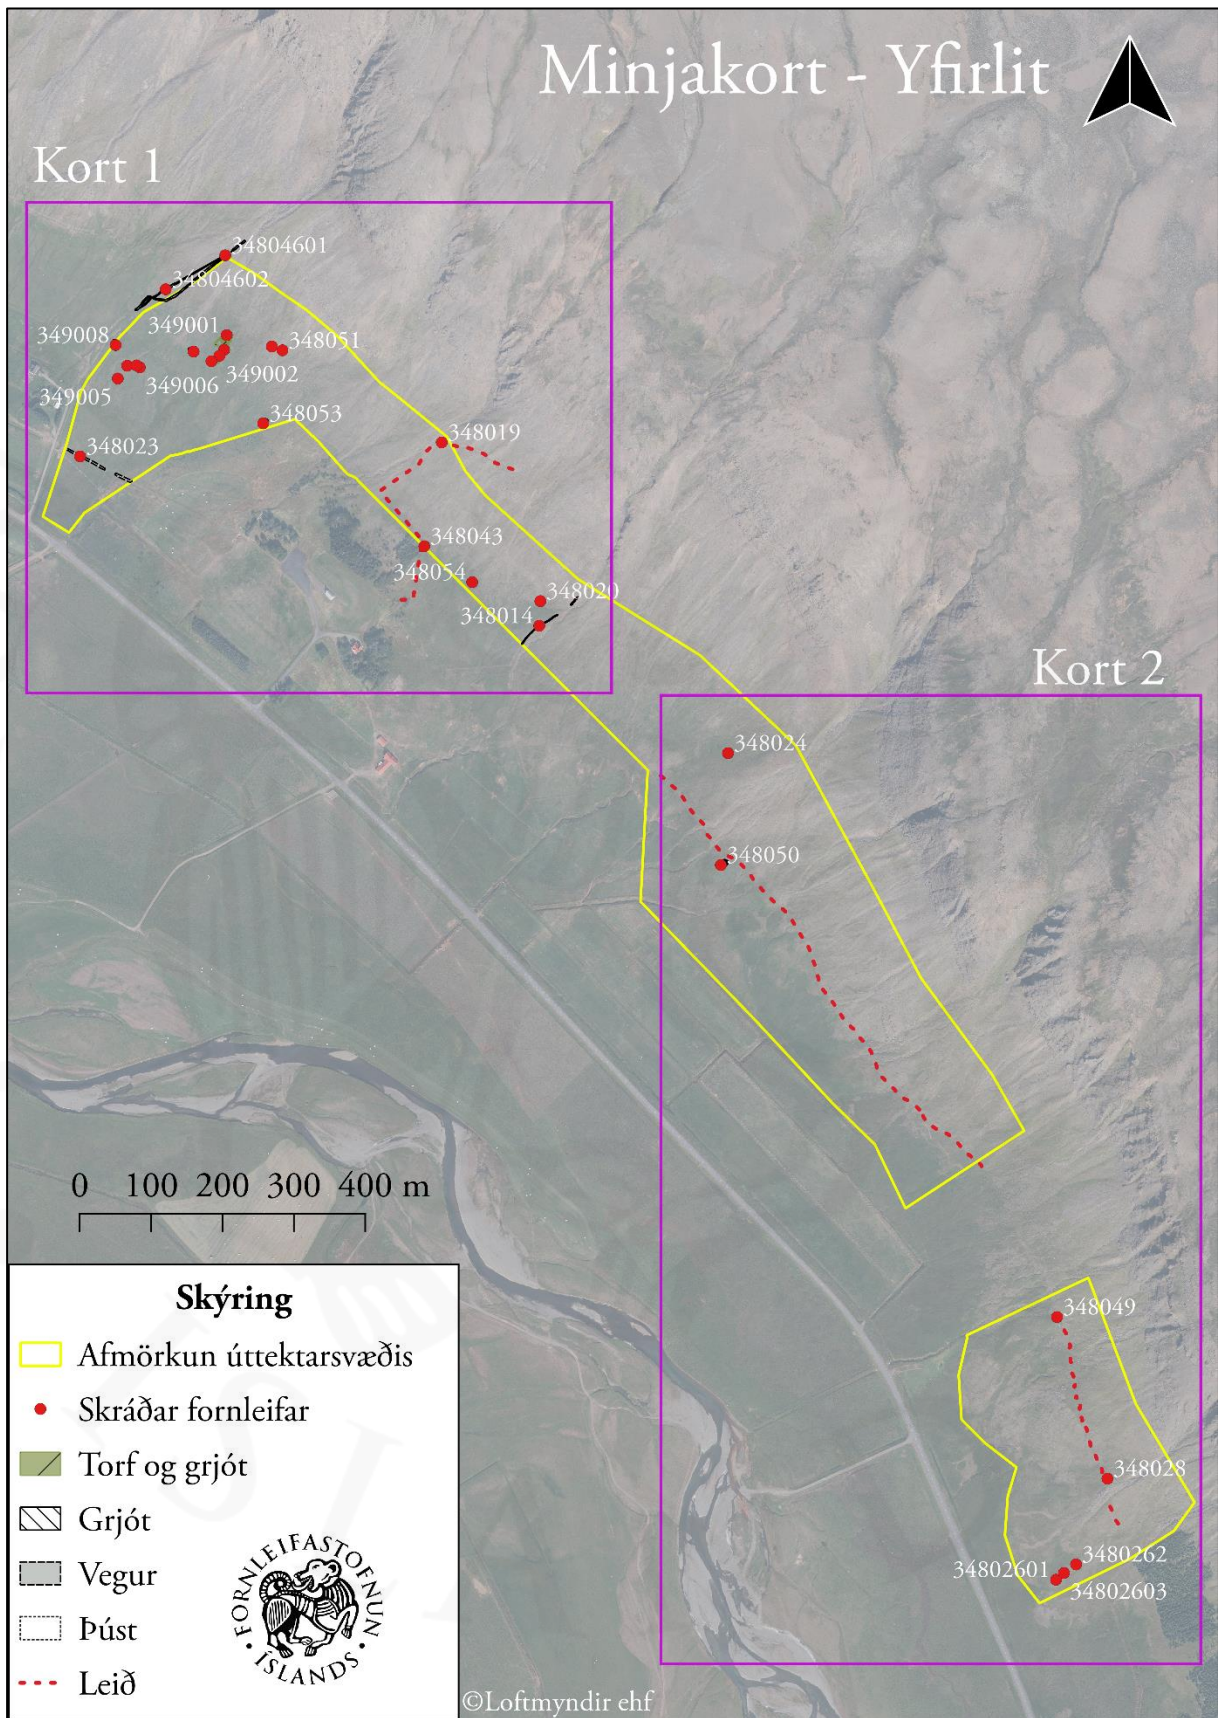 Minjakort - Yfirlit
Kort 1
34804601
34804602
349008
349001
348051
349002
349006
349005
348053
348023
348019
348043
348054
348020
348014
Kort 2
348024
348050
0 100 200 300 400 m
348049
348028
3480262
34802601
34802603
Skýring
Afmörkun úttektarsvæðis
Skráðar fornleifar
Torf og grjót
Grjót
Vegur
Þúst
Leið
FORNLEIFASTOFNUN
· ÍSLANDS ·
©Loftmyndir ehf